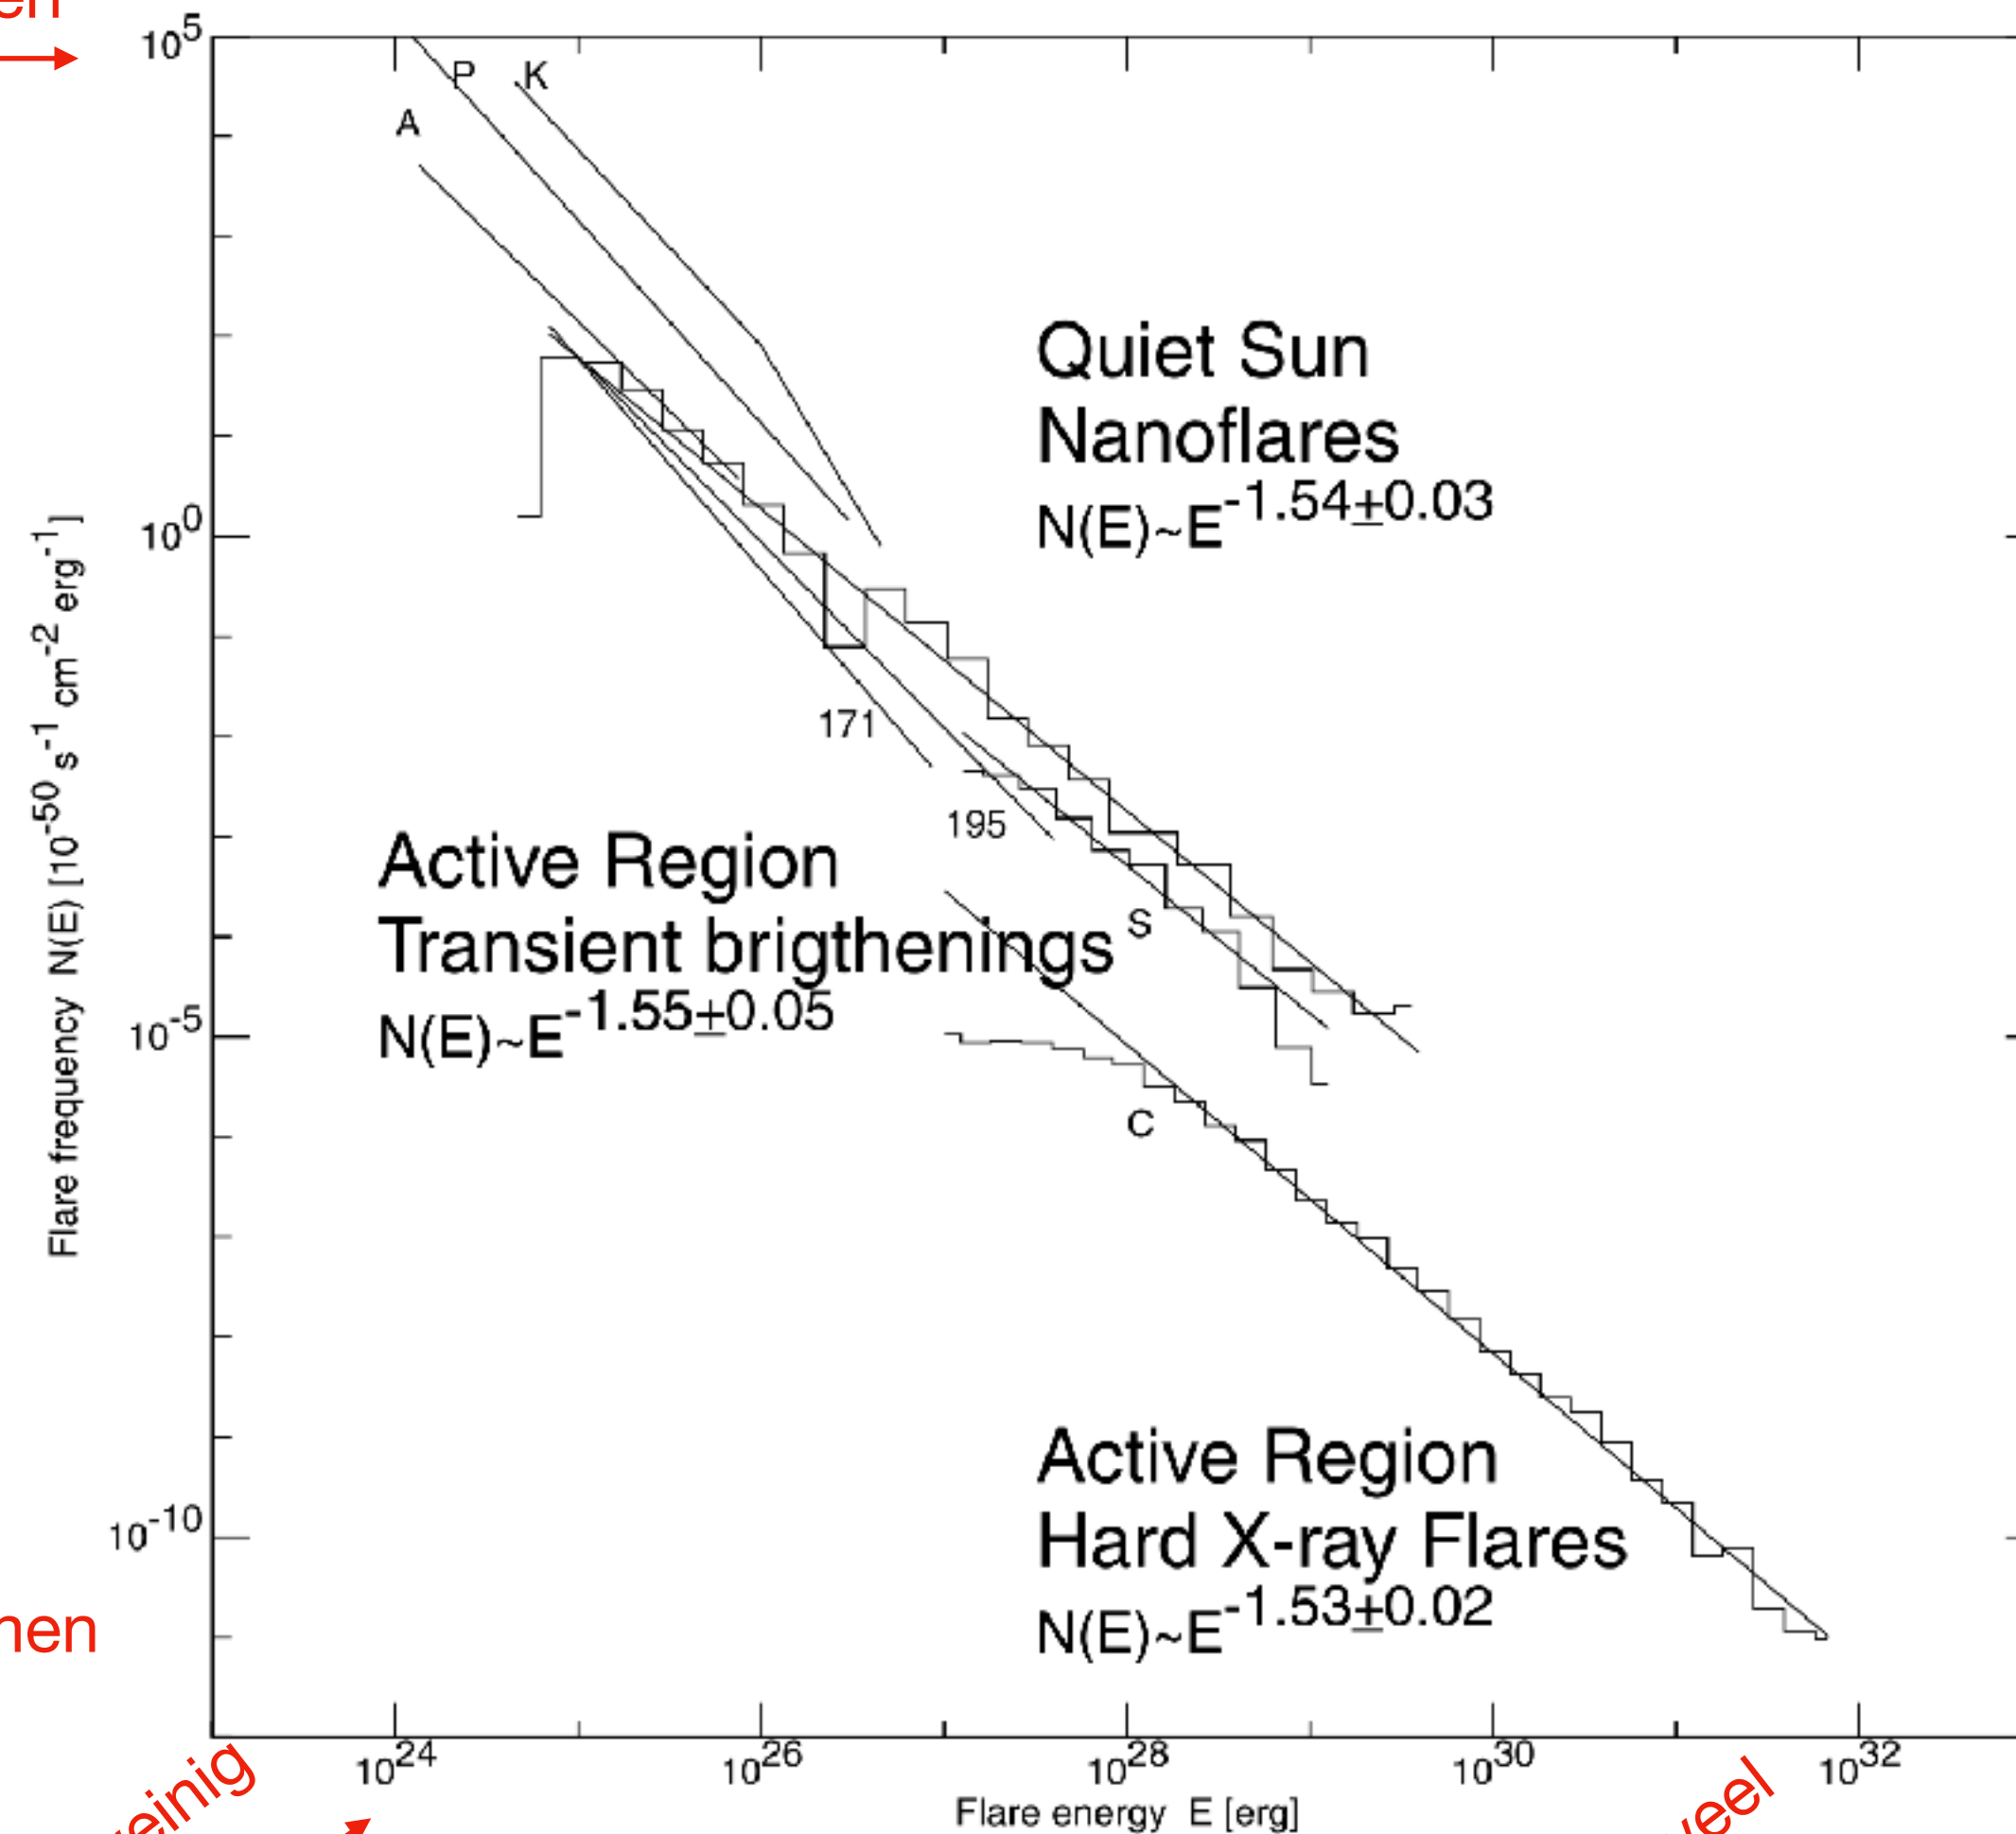 10^5
P
K
A
Quiet Sun
Nanoflares
N(E)~E^-1.54±0.03
10^0
171
195
Flare frequency N(E) [10^-50 s^-1 cm^-2 erg^-1]
Active Region
Transient brigthenings
N(E)~E^-1.55±0.05
S
10^-5
C
Active Region
Hard X-ray Flares
N(E)~E^-1.53±0.02
10^-10
10^24
10^26
10^28
10^30
10^32
Flare energy E [erg]